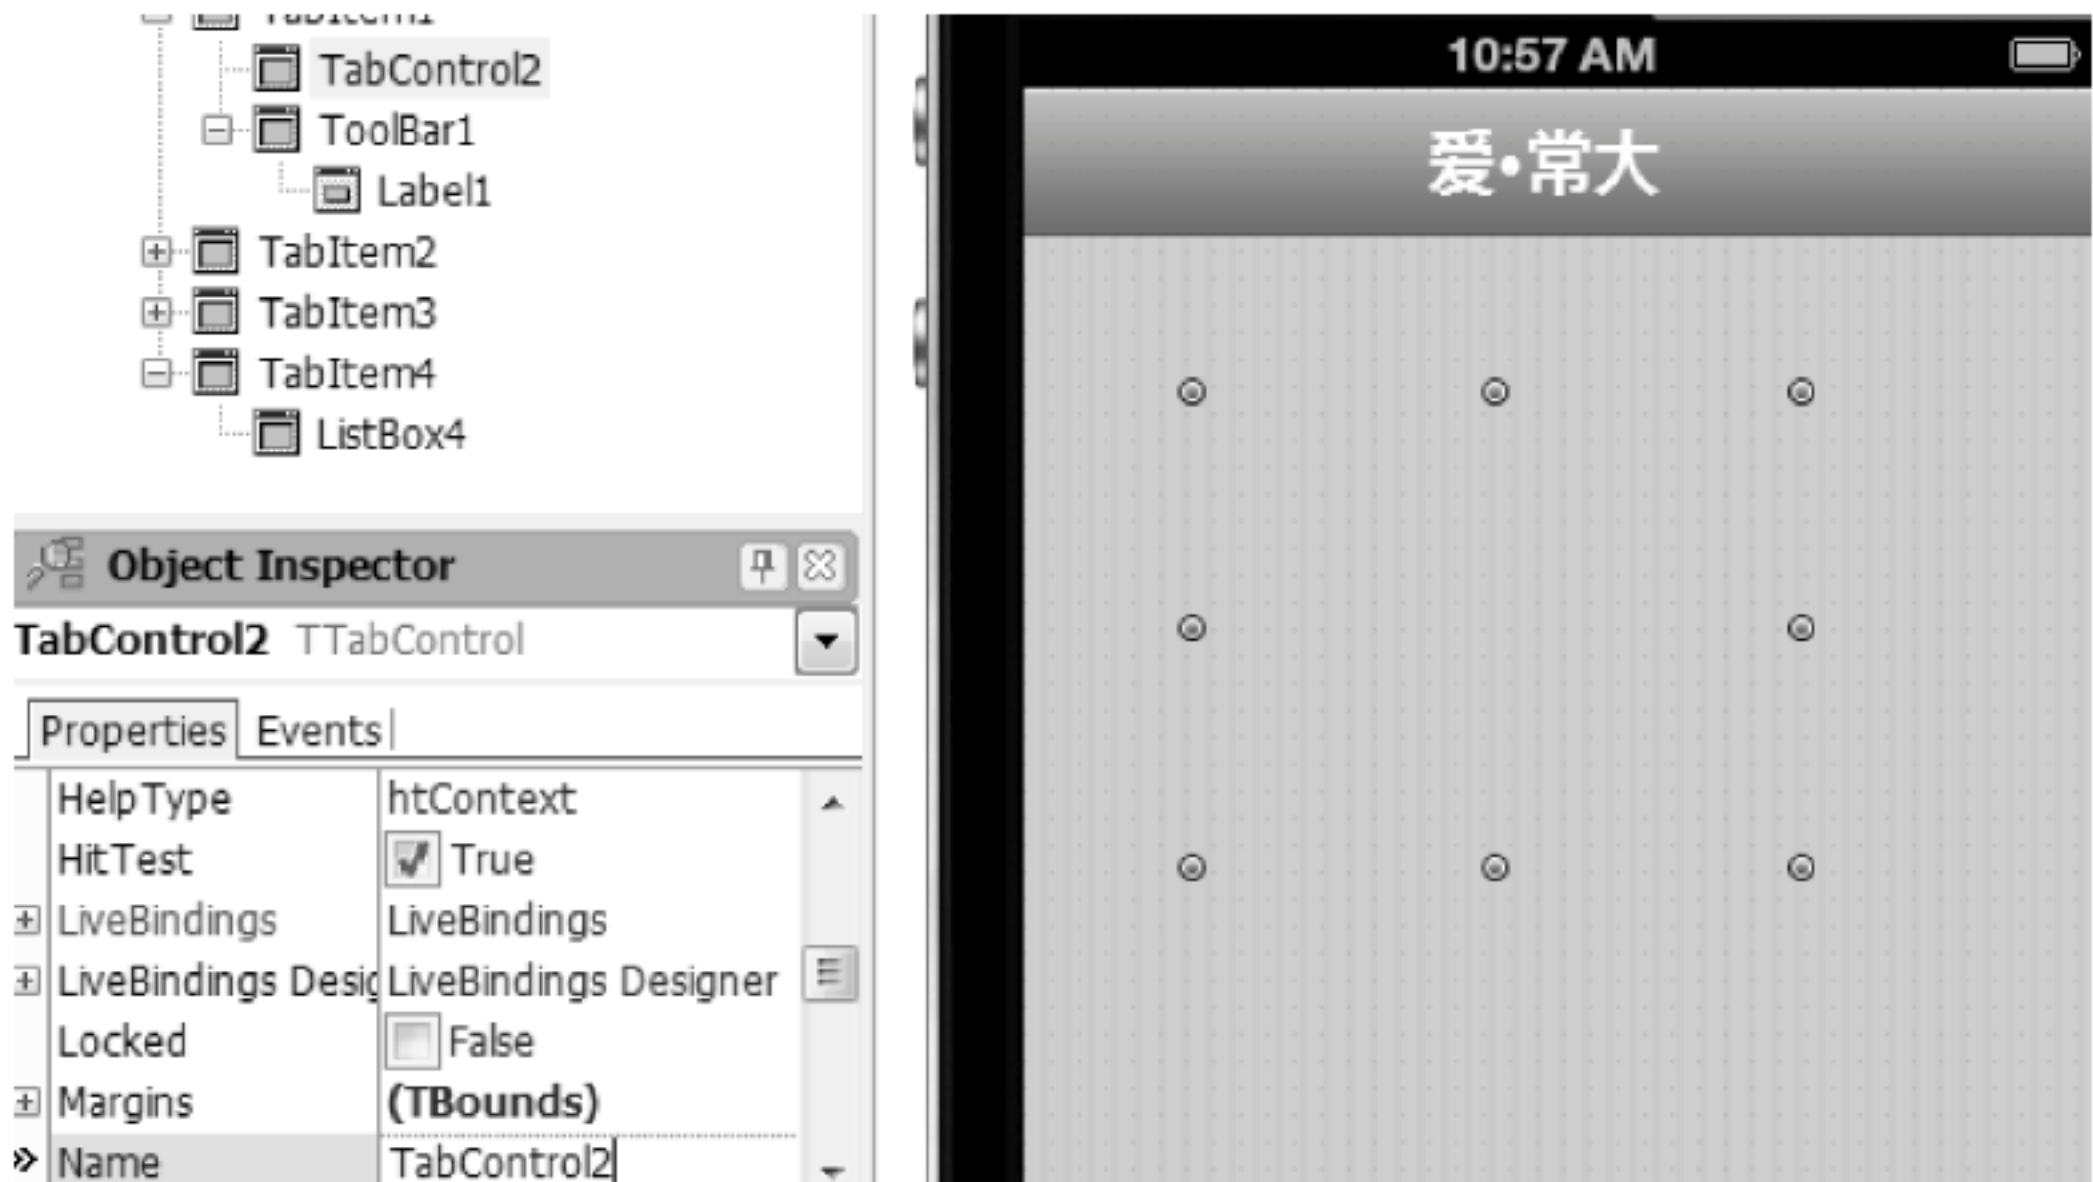 TabItem1
TabControl2
ToolBar1
Label1
TabItem2
TabItem3
TabItem4
ListBox4
Object Inspector
TabControl2 TTabControl
Properties Events
HelpType htContext
HitTest True
LiveBindings LiveBindings
LiveBindings Desig LiveBindings Designer
Locked False
Margins (TBounds)
Name TabControl2
10:57 AM
爱·常大